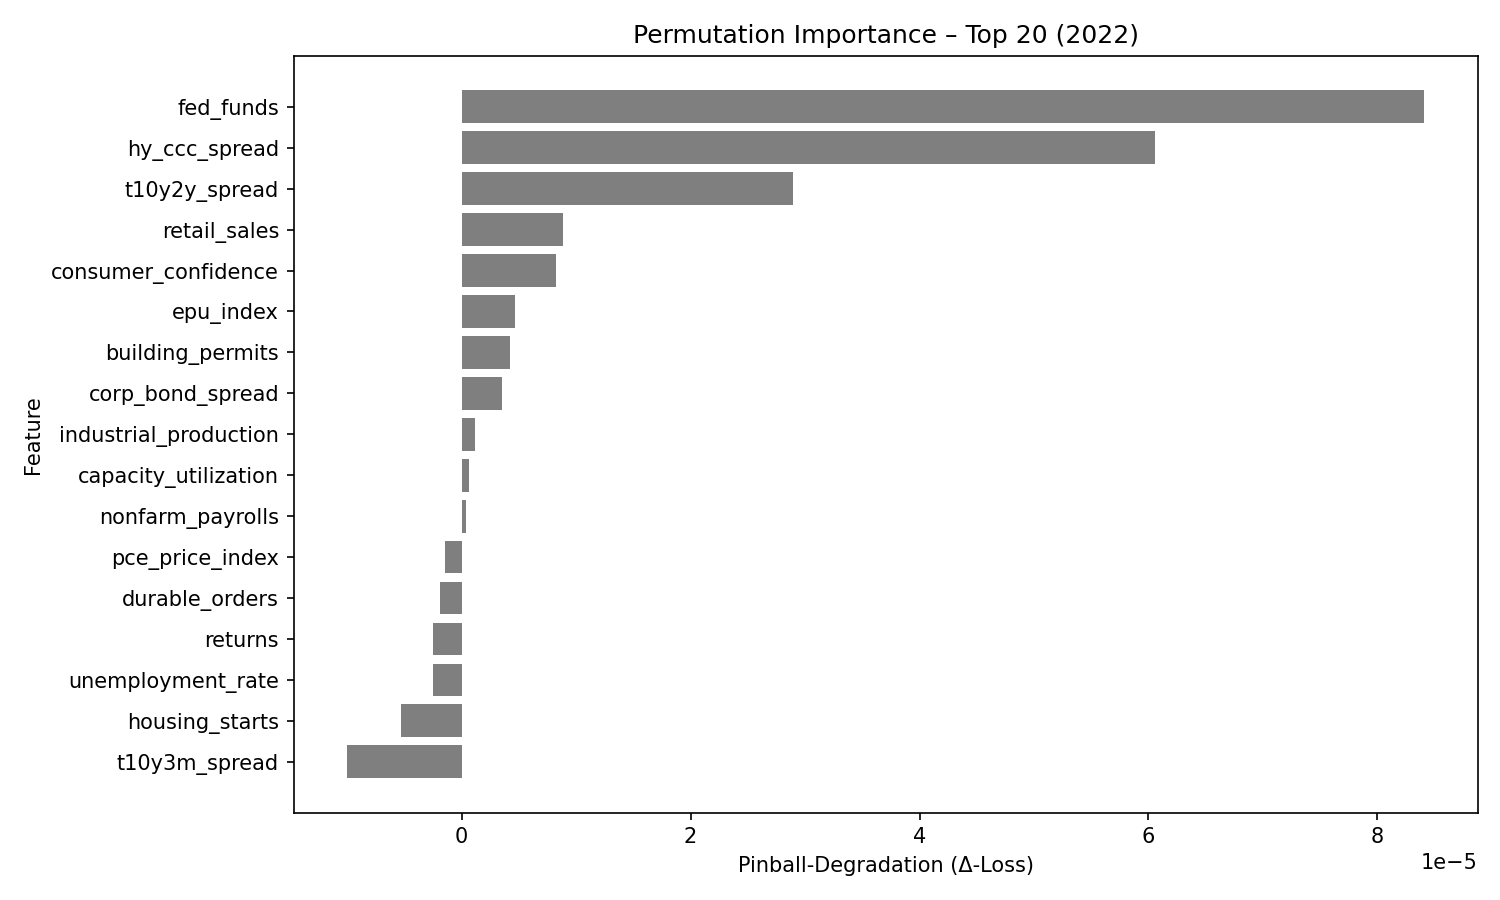 Permutation Importance – Top 20 (2022)
Feature
fed_funds
hy_ccc_spread
t10y2y_spread
retail_sales
consumer_confidence
epu_index
building_permits
corp_bond_spread
industrial_production
capacity_utilization
nonfarm_payrolls
pce_price_index
durable_orders
returns
unemployment_rate
housing_starts
t10y3m_spread
0 2 4 6 8
1e−5
Pinball-Degradation (Δ-Loss)